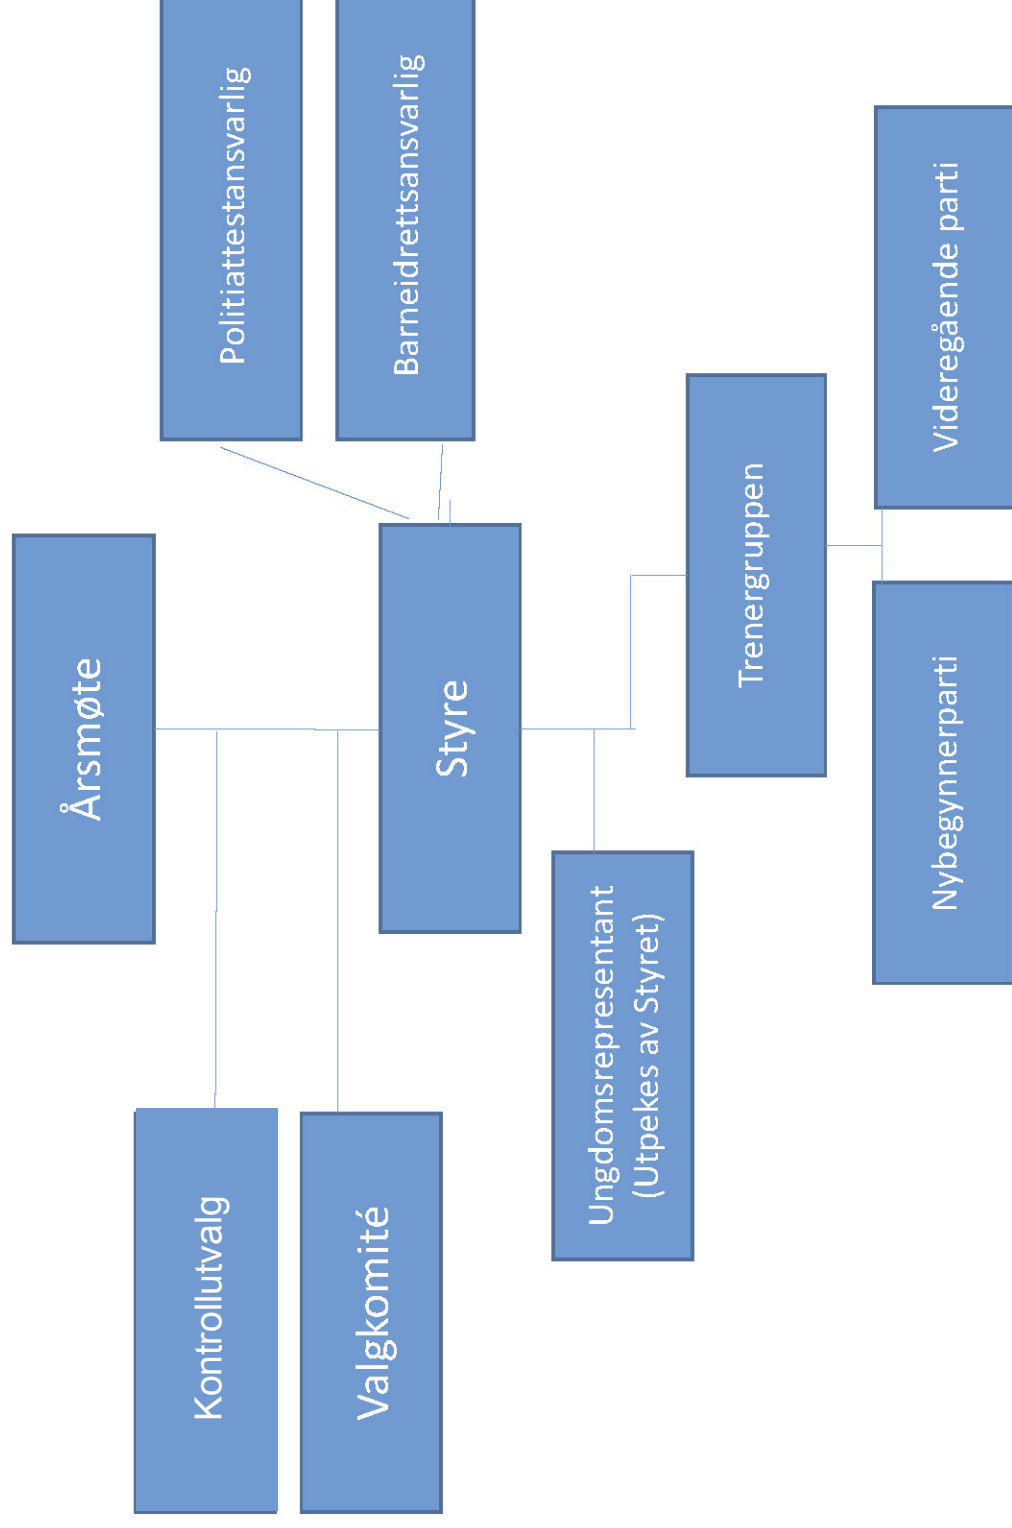 Årsmøte
Kontrollutvalg
Politiattestansvarlig
Valgkomité
Barneidrettsansvarlig
Styre
Ungdomsrepresentant
(Utpekes av Styret)
Trenergruppen
Nybegynnerparti
Videregående parti